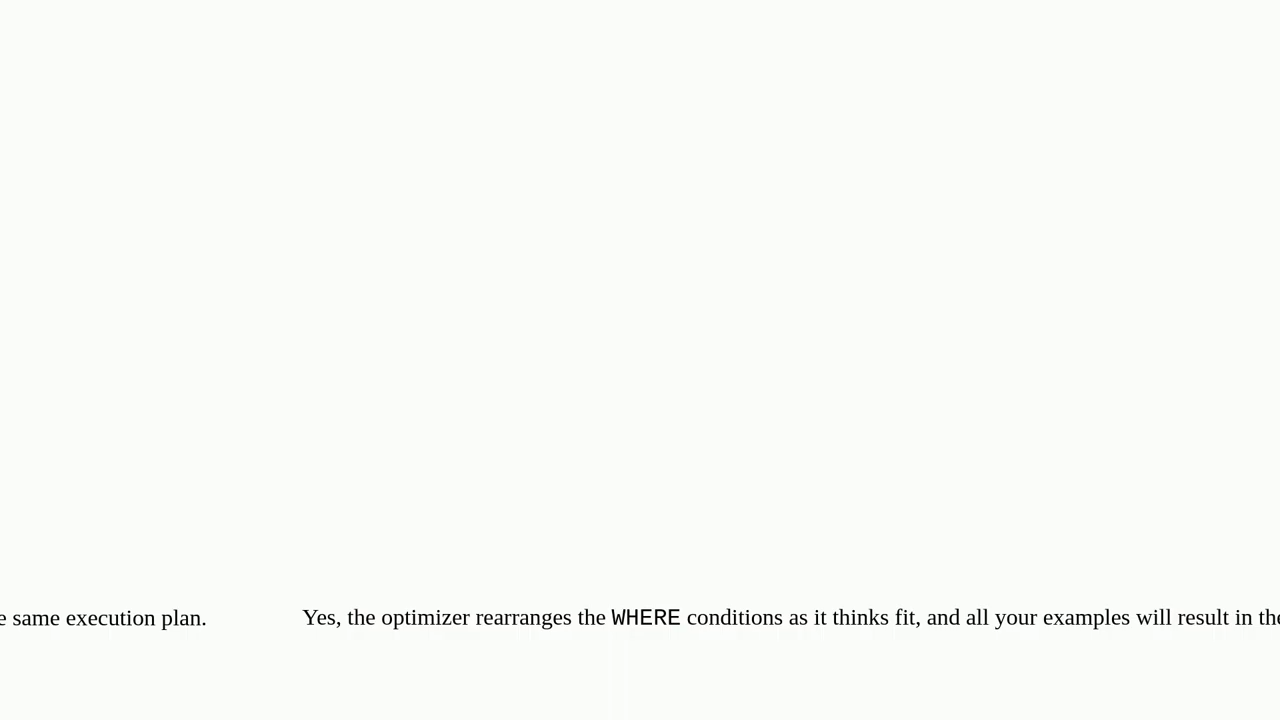 e same execution plan. Yes, the optimizer rearranges the WHERE conditions as it thinks fit, and all your examples will result in the